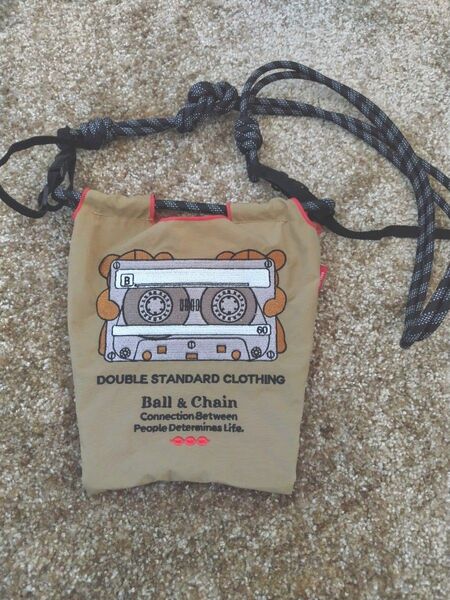 B
60
DOUBLE STANDARD CLOTHING
Ball & Chain
Connection Between
People Determines Life.